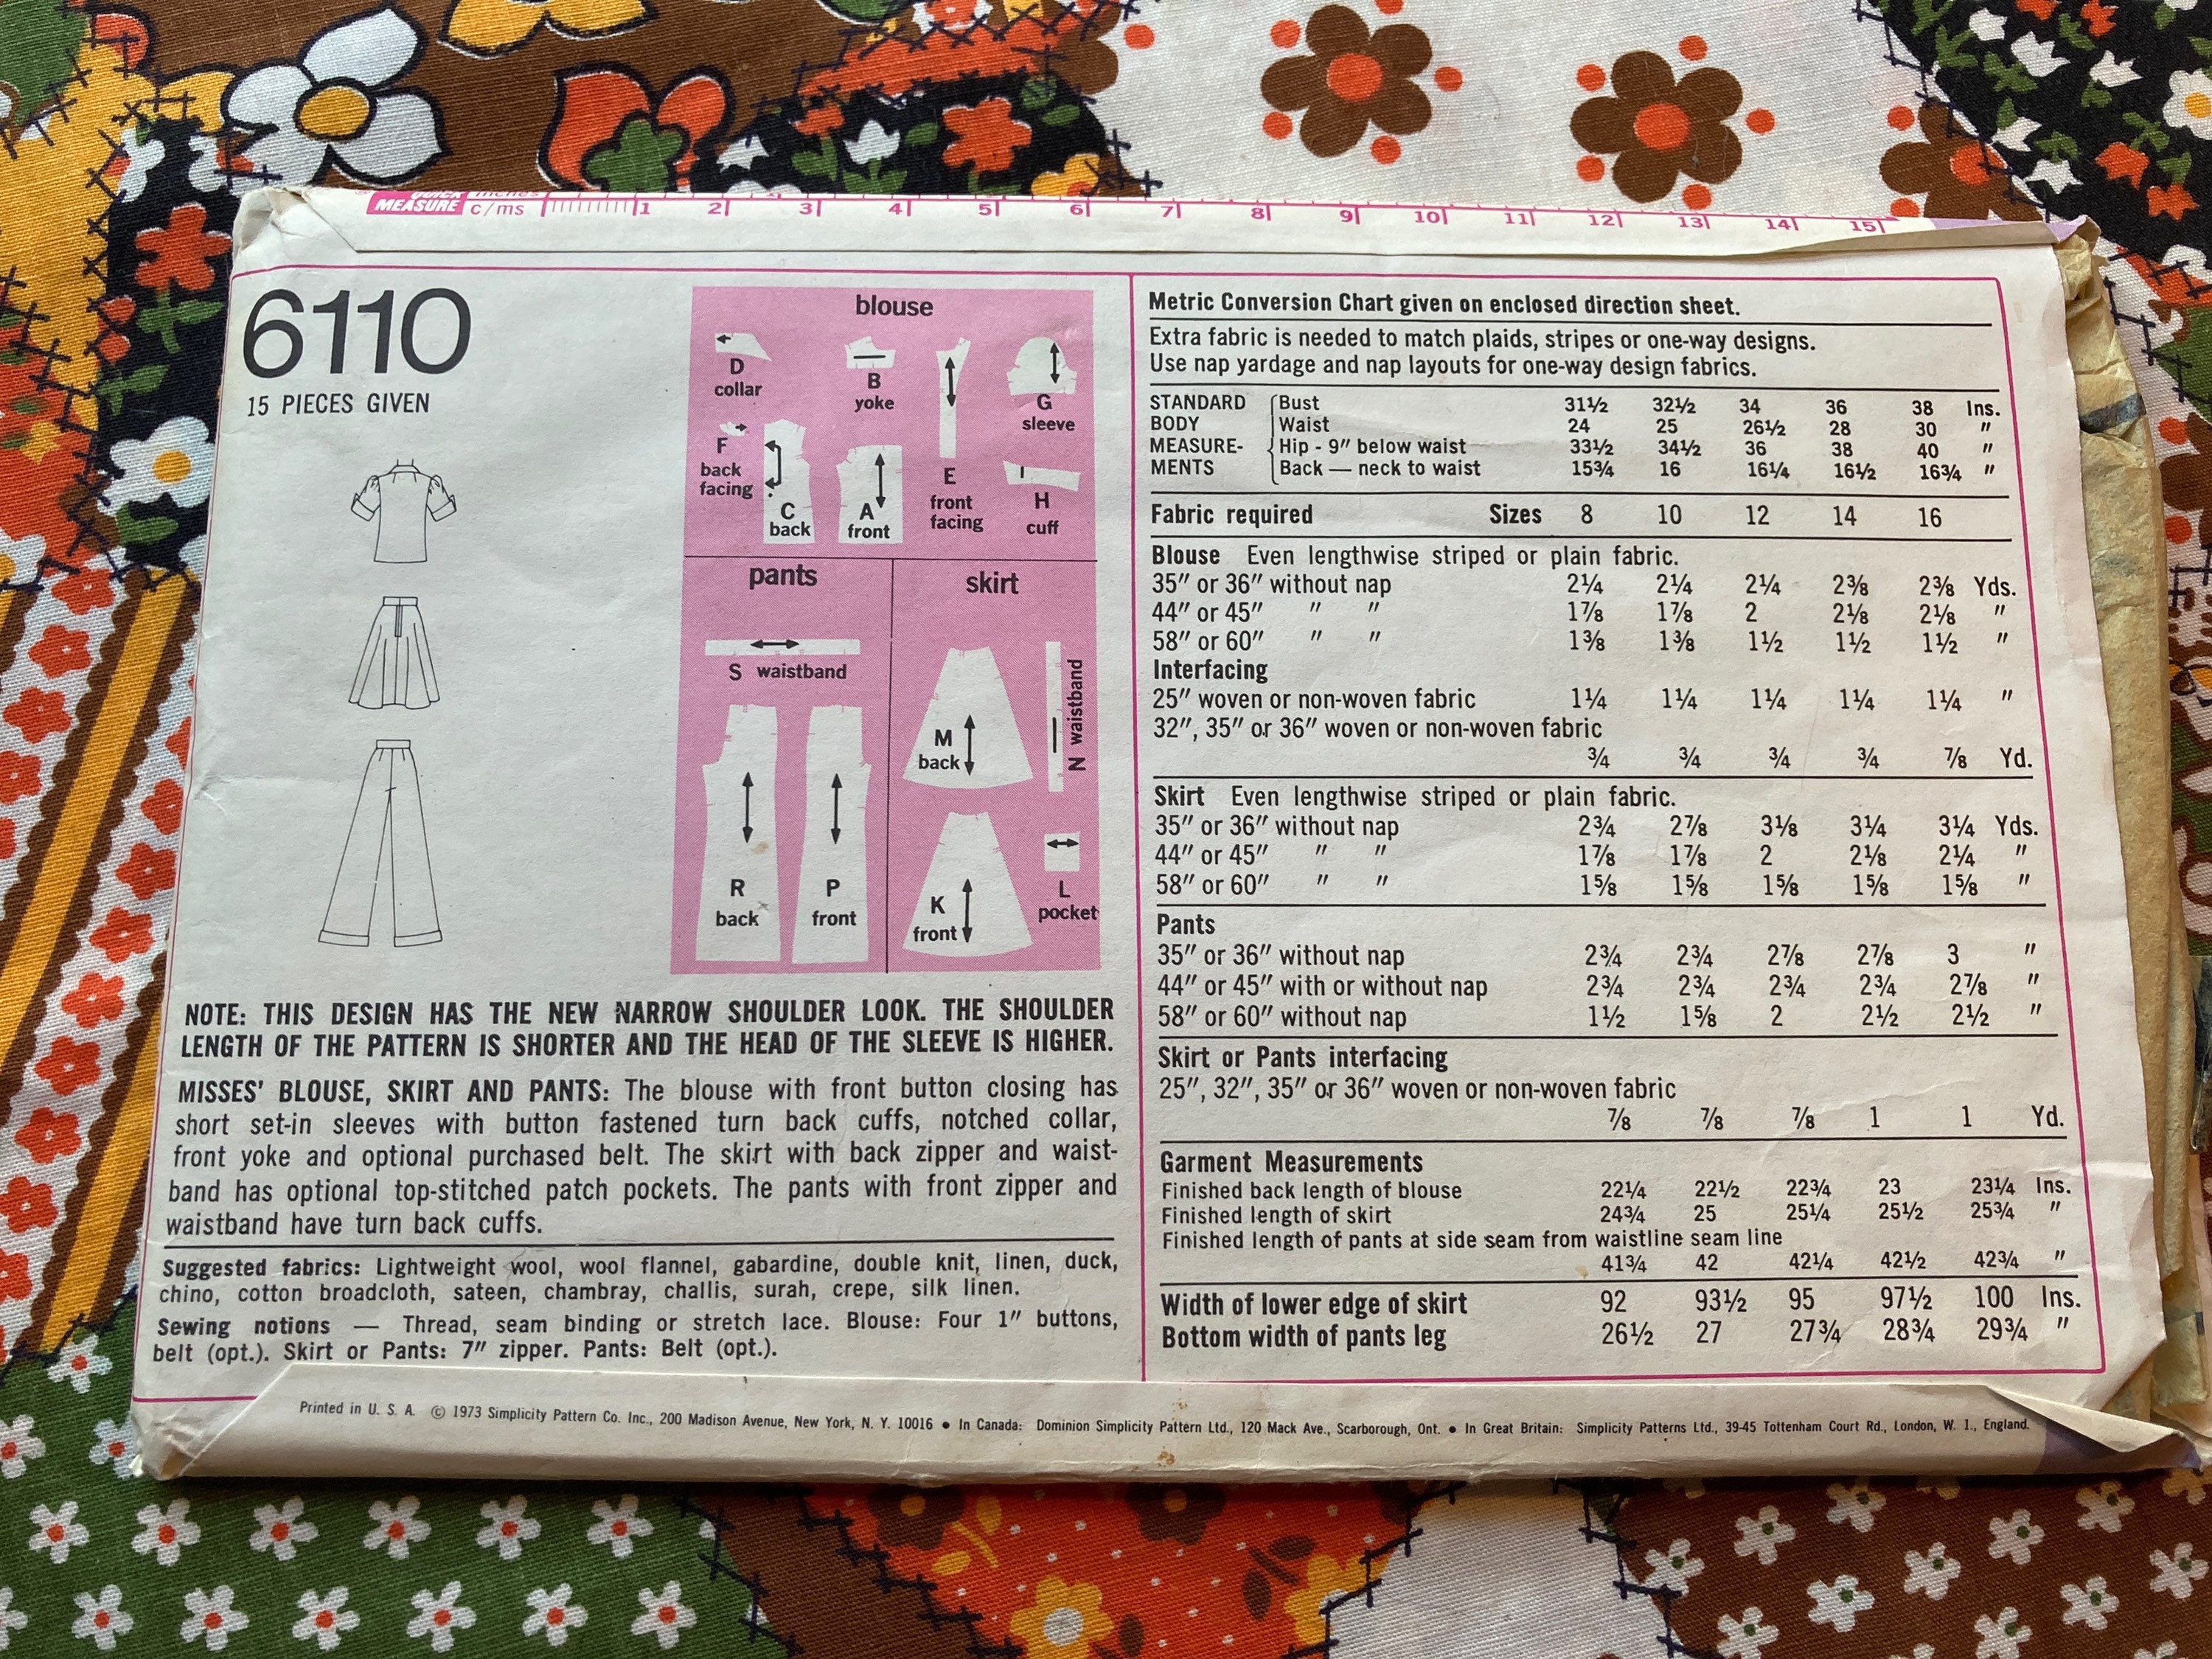 QUICK inches
MEASURE c/ms 1 2 3 4 5 6 7 8 9 10 11 12 13 14 15
6110
15 PIECES GIVEN
blouse
D
collar
B
yoke
G
sleeve
F
back
facing
C
back
A
front
E
front
facing
H
cuff
pants
S waistband
R
back
P
front
skirt
M
back
N waistband
K
front
L
pocket
NOTE: THIS DESIGN HAS THE NEW NARROW SHOULDER LOOK. THE SHOULDER
LENGTH OF THE PATTERN IS SHORTER AND THE HEAD OF THE SLEEVE IS HIGHER.
MISSES' BLOUSE, SKIRT AND PANTS: The blouse with front button closing has
short set-in sleeves with button fastened turn back cuffs, notched collar,
front yoke and optional purchased belt. The skirt with back zipper and waist-
band has optional top-stitched patch pockets. The pants with front zipper and
waistband have turn back cuffs.
Suggested fabrics: Lightweight wool, wool flannel, gabardine, double knit, linen, duck,
chino, cotton broadcloth, sateen, chambray, challis, surah, crepe, silk linen.
Sewing notions — Thread, seam binding or stretch lace. Blouse: Four 1″ buttons,
belt (opt.). Skirt or Pants: 7″ zipper. Pants: Belt (opt.).
Metric Conversion Chart given on enclosed direction sheet.
Extra fabric is needed to match plaids, stripes or one-way designs.
Use nap yardage and nap layouts for one-way design fabrics.
STANDARD Bust 31½ 32½ 34 36 38 Ins.
BODY Waist 24 25 26½ 28 30 ″
MEASURE- Hip - 9″ below waist 33½ 34½ 36 38 40 ″
MENTS Back — neck to waist 15¾ 16 16¼ 16½ 16¾ ″
Fabric required Sizes 8 10 12 14 16
Blouse Even lengthwise striped or plain fabric.
35″ or 36″ without nap 2¼ 2¼ 2¼ 2⅜ 2⅜ Yds.
44″ or 45″ ″ ″ 1⅞ 1⅞ 2 2⅛ 2⅛ ″
58″ or 60″ ″ ″ 1⅜ 1⅜ 1½ 1½ 1½ ″
Interfacing
25″ woven or non-woven fabric 1¼ 1¼ 1¼ 1¼ 1¼ ″
32″, 35″ or 36″ woven or non-woven fabric
¾ ¾ ¾ ¾ ⅞ Yd.
Skirt Even lengthwise striped or plain fabric.
35″ or 36″ without nap 2¾ 2⅞ 3⅛ 3¼ 3¼ Yds.
44″ or 45″ ″ ″ 1⅞ 1⅞ 2 2⅛ 2¼ ″
58″ or 60″ ″ ″ 1⅝ 1⅝ 1⅝ 1⅝ 1⅝ ″
Pants
35″ or 36″ without nap 2¾ 2¾ 2⅞ 2⅞ 3 ″
44″ or 45″ with or without nap 2¾ 2¾ 2¾ 2¾ 2⅞ ″
58″ or 60″ without nap 1½ 1⅝ 2 2½ 2½ ″
Skirt or Pants interfacing
25″, 32″, 35″ or 36″ woven or non-woven fabric
⅞ ⅞ ⅞ 1 1 Yd.
Garment Measurements
Finished back length of blouse 22¼ 22½ 22¾ 23 23¼ Ins.
Finished length of skirt 24¾ 25 25¼ 25½ 25¾ ″
Finished length of pants at side seam from waistline seam line
41¾ 42 42¼ 42½ 42¾ ″
Width of lower edge of skirt 92 93½ 95 97½ 100 Ins.
Bottom width of pants leg 26½ 27 27¾ 28¾ 29¾ ″
Printed in U. S. A. © 1973 Simplicity Pattern Co. Inc., 200 Madison Avenue, New York, N. Y. 10016 • In Canada: Dominion Simplicity Pattern Ltd., 120 Mack Ave., Scarborough, Ont. • In Great Britain: Simplicity Patterns Ltd., 39-45 Tottenham Court Rd., London, W. 1., England.